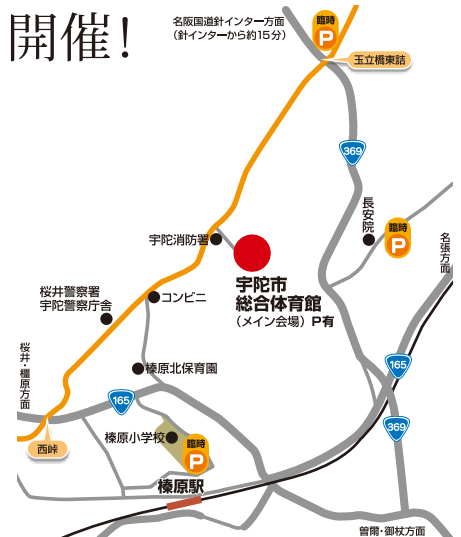 開催!
名阪国道針インター方面
（針インターから約15分）
臨時
P
玉立橋東詰
369
長安院
臨時
P
名張方面
宇陀消防署
宇陀市
総合体育館
（メイン会場）P有
桜井警察署
宇陀警察庁舎
コンビニ
桜井・橿原方面
榛原北保育園
165
165
369
榛原小学校
臨時
P
西峠
榛原駅
曽爾・御杖方面